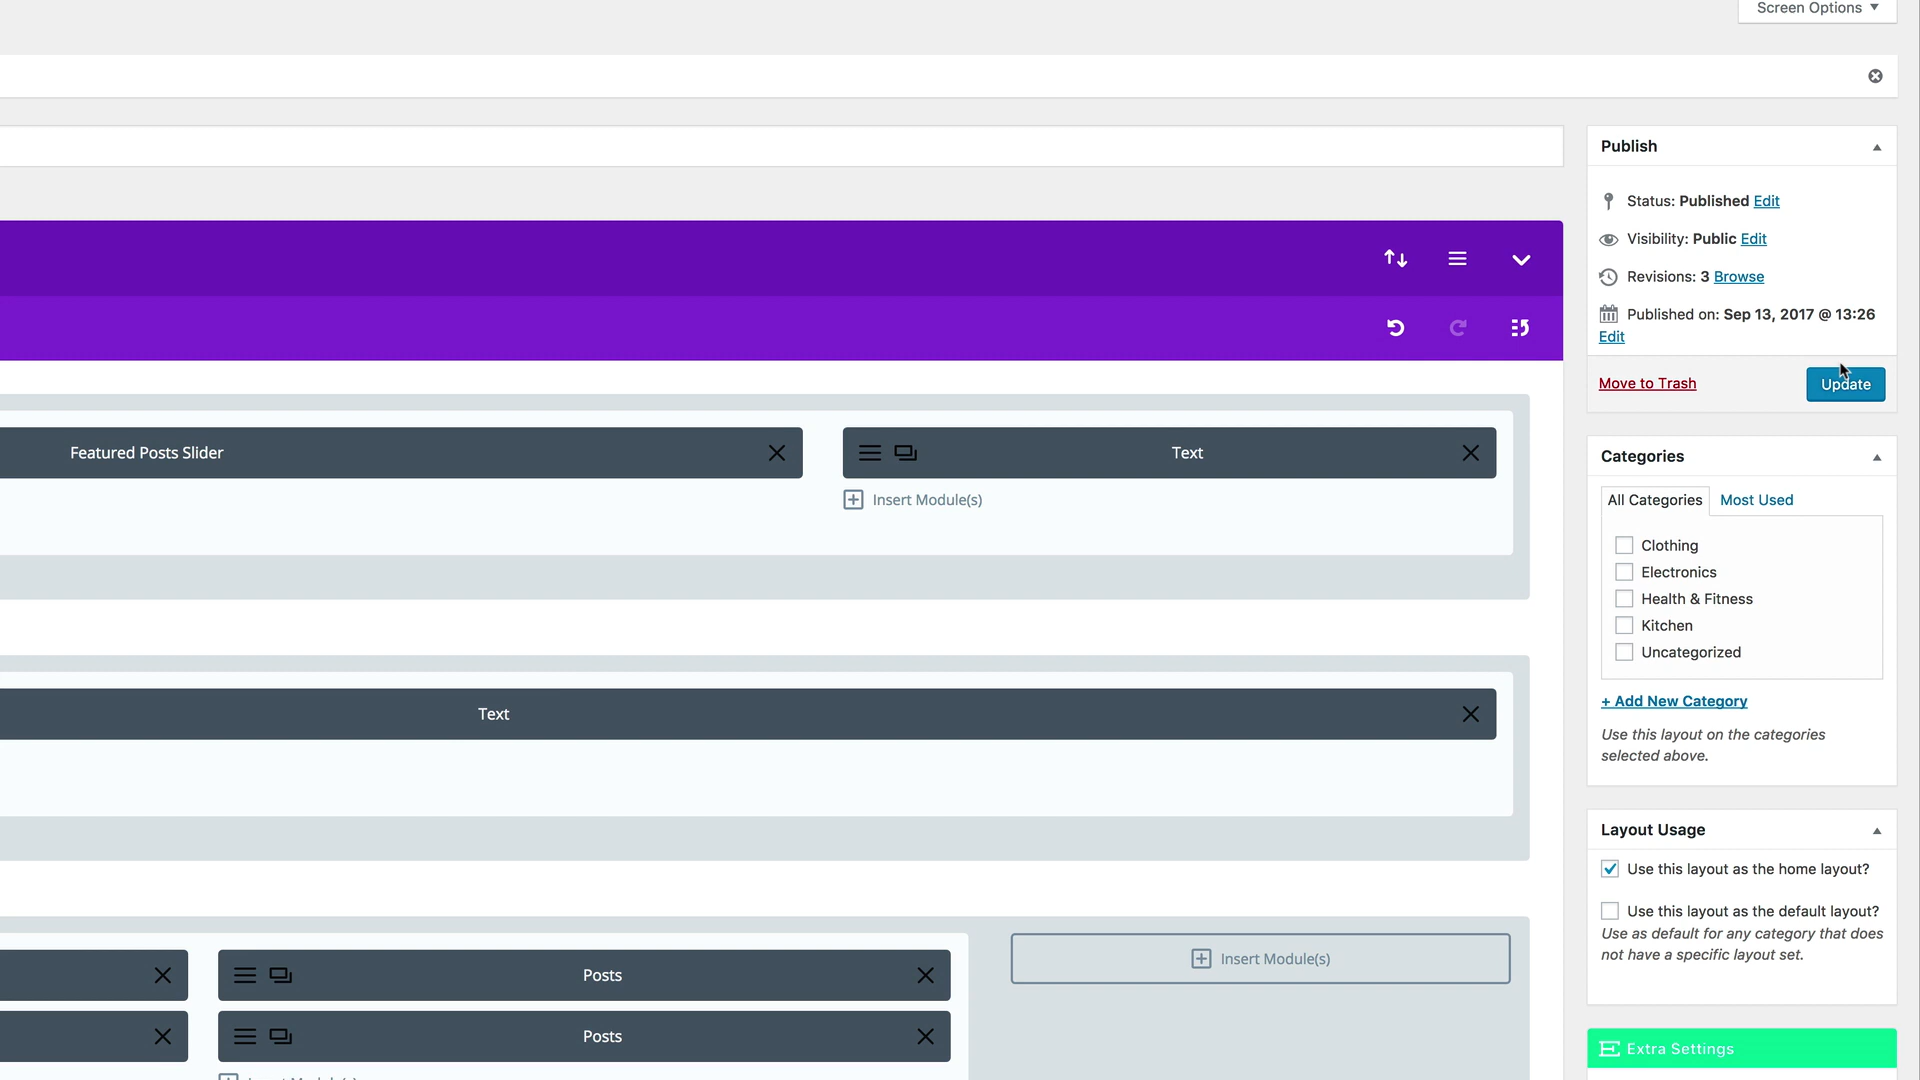 Screen Options
Publish
Status: Published Edit
Visibility: Public Edit
Revisions: 3 Browse
Published on: Sep 13, 2017 @ 13:26
Edit
Move to Trash
Update
Featured Posts Slider
Text
Insert Module(s)
Categories
All Categories
Most Used
Clothing
Electronics
Health & Fitness
Kitchen
Uncategorized
+ Add New Category
Use this layout on the categories
selected above.
Text
Layout Usage
Use this layout as the home layout?
Use this layout as the default layout?
Use as default for any category that does
not have a specific layout set.
Posts
Insert Module(s)
Posts
Extra Settings